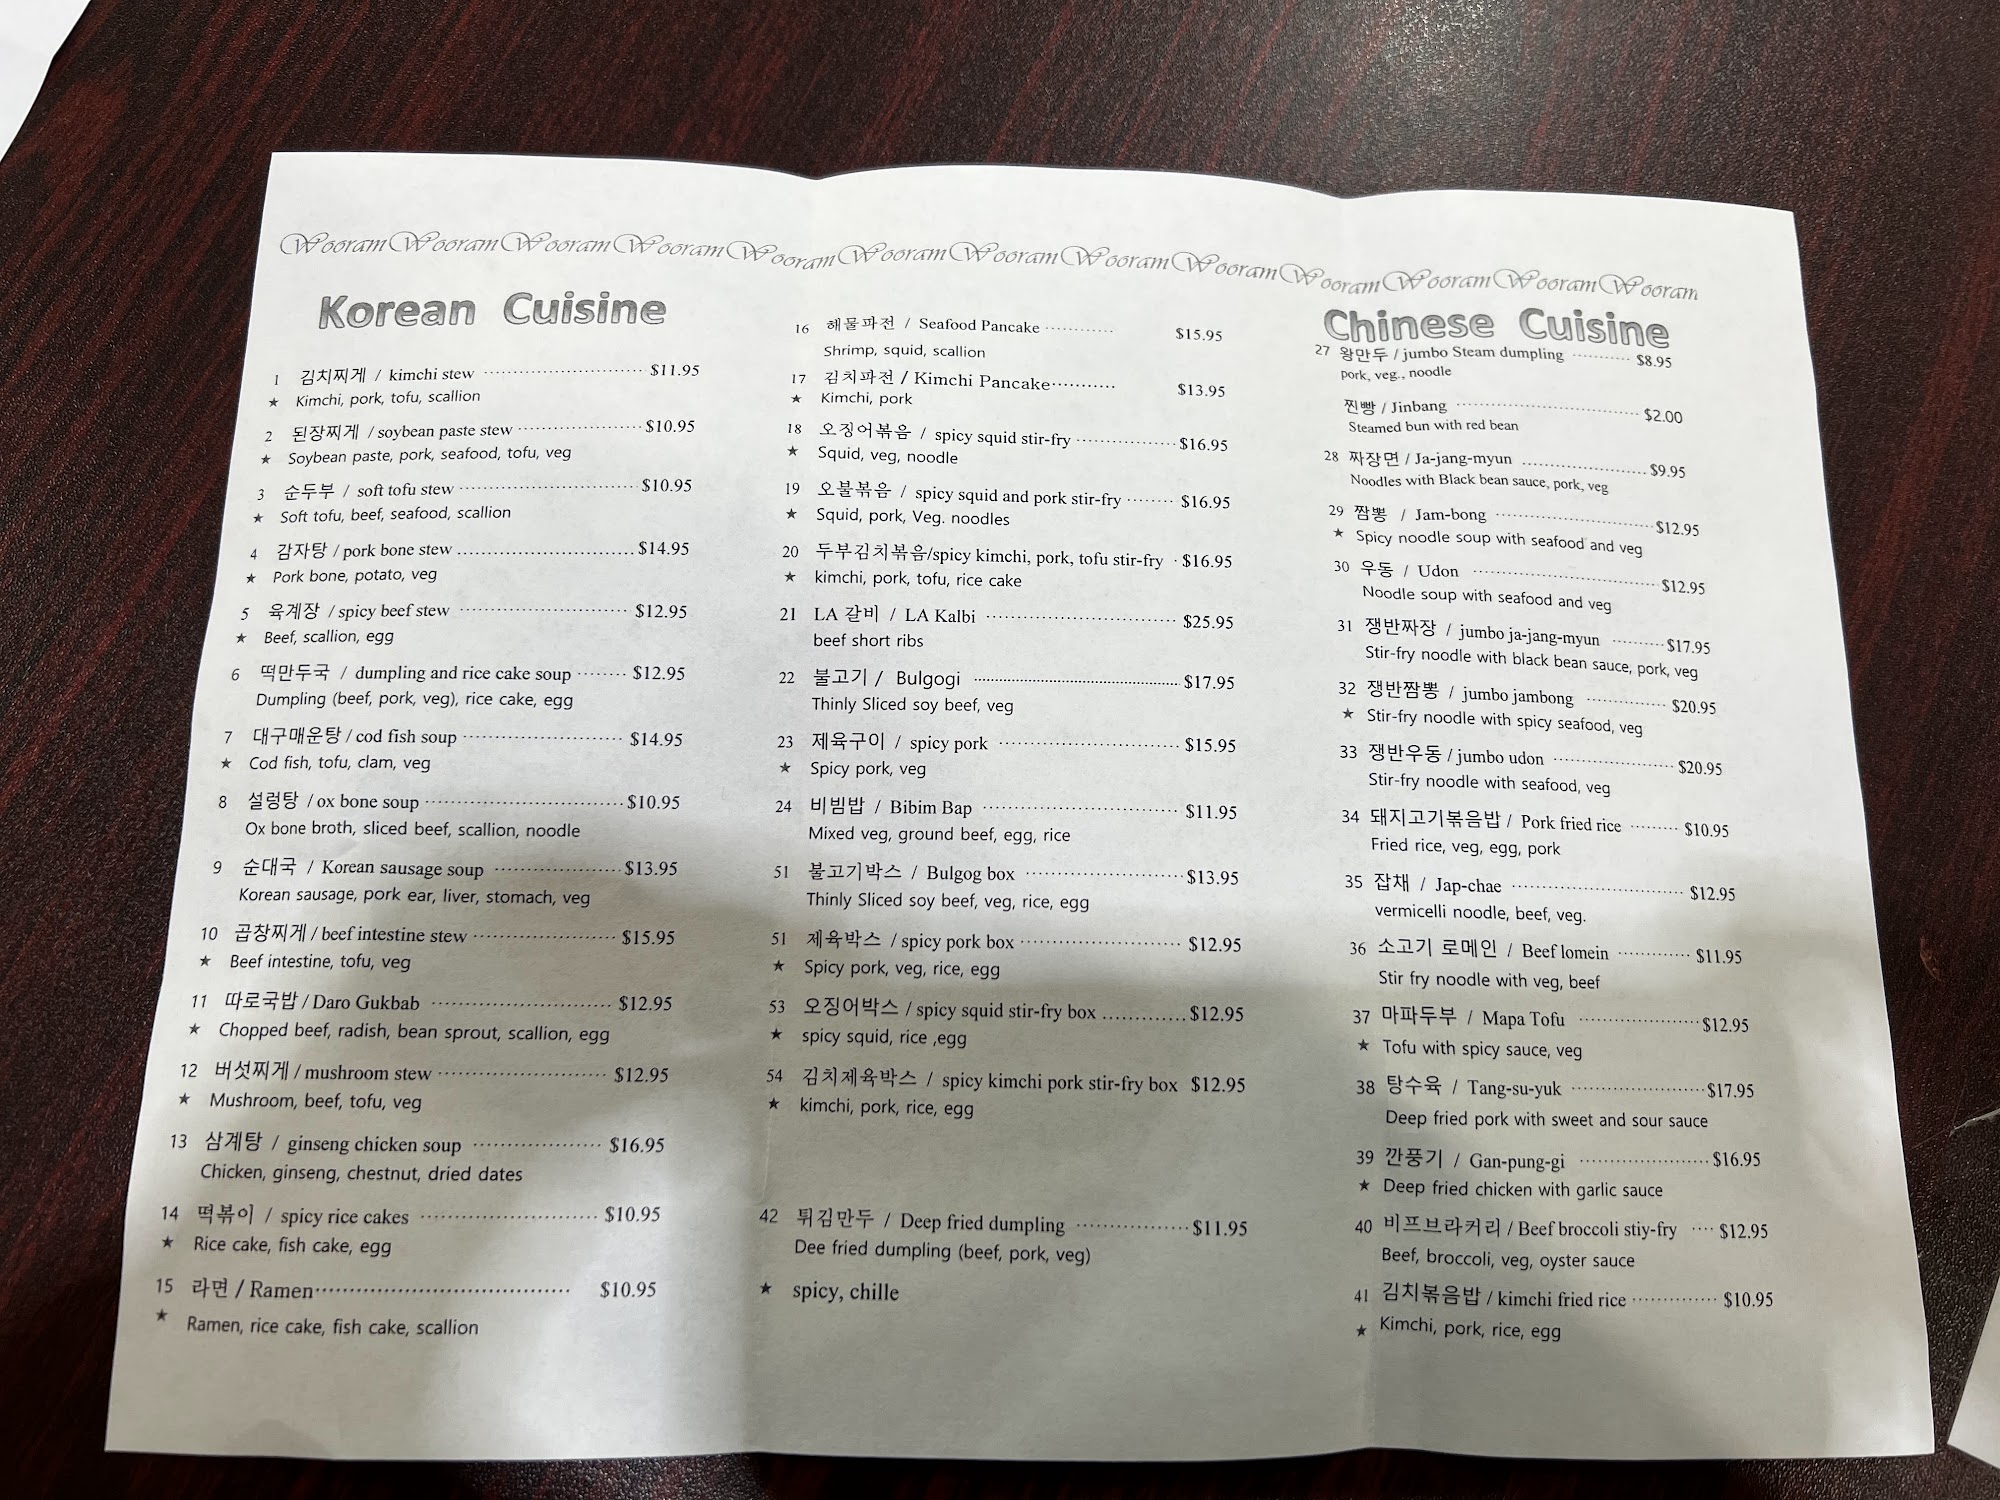 Wooram Wooram Wooram Wooram Wooram Wooram Wooram Wooram Wooram Wooram Wooram Wooram Wooram
Korean Cuisine
1 김치찌게 / kimchi stew $11.95
★ Kimchi, pork, tofu, scallion
2 된장찌게 / soybean paste stew $10.95
★ Soybean paste, pork, seafood, tofu, veg
3 순두부 / soft tofu stew $10.95
★ Soft tofu, beef, seafood, scallion
4 감자탕 / pork bone stew $14.95
★ Pork bone, potato, veg
5 육계장 / spicy beef stew $12.95
★ Beef, scallion, egg
6 떡만두국 / dumpling and rice cake soup $12.95
Dumpling (beef, pork, veg), rice cake, egg
7 대구매운탕 / cod fish soup $14.95
★ Cod fish, tofu, clam, veg
8 설렁탕 / ox bone soup $10.95
Ox bone broth, sliced beef, scallion, noodle
9 순대국 / Korean sausage soup $13.95
Korean sausage, pork ear, liver, stomach, veg
10 곱창찌게 / beef intestine stew $15.95
★ Beef intestine, tofu, veg
11 따로국밥 / Daro Gukbab $12.95
★ Chopped beef, radish, bean sprout, scallion, egg
12 버섯찌게 / mushroom stew $12.95
★ Mushroom, beef, tofu, veg
13 삼계탕 / ginseng chicken soup $16.95
Chicken, ginseng, chestnut, dried dates
14 떡볶이 / spicy rice cakes $10.95
★ Rice cake, fish cake, egg
15 라면 / Ramen $10.95
★ Ramen, rice cake, fish cake, scallion
16 해물파전 / Seafood Pancake $15.95
Shrimp, squid, scallion
17 김치파전 / Kimchi Pancake $13.95
★ Kimchi, pork
18 오징어볶음 / spicy squid stir-fry $16.95
★ Squid, veg, noodle
19 오불볶음 / spicy squid and pork stir-fry $16.95
★ Squid, pork, Veg. noodles
20 두부김치볶음/spicy kimchi, pork, tofu stir-fry $16.95
★ kimchi, pork, tofu, rice cake
21 LA 갈비 / LA Kalbi $25.95
beef short ribs
22 불고기 / Bulgogi $17.95
Thinly Sliced soy beef, veg
23 제육구이 / spicy pork $15.95
★ Spicy pork, veg
24 비빔밥 / Bibim Bap $11.95
Mixed veg, ground beef, egg, rice
51 불고기박스 / Bulgog box $13.95
Thinly Sliced soy beef, veg, rice, egg
51 제육박스 / spicy pork box $12.95
★ Spicy pork, veg, rice, egg
53 오징어박스 / spicy squid stir-fry box $12.95
★ spicy squid, rice ,egg
54 김치제육박스 / spicy kimchi pork stir-fry box $12.95
★ kimchi, pork, rice, egg
42 튀김만두 / Deep fried dumpling $11.95
Dee fried dumpling (beef, pork, veg)
★ spicy, chille
Chinese Cuisine
27 왕만두 / jumbo Steam dumpling $8.95
pork, veg., noodle
찐빵 / Jinbang $2.00
Steamed bun with red bean
28 짜장면 / Ja-jang-myun $9.95
Noodles with Black bean sauce, pork, veg
29 짬뽕 / Jam-bong $12.95
★ Spicy noodle soup with seafood and veg
30 우동 / Udon $12.95
Noodle soup with seafood and veg
31 쟁반짜장 / jumbo ja-jang-myun $17.95
Stir-fry noodle with black bean sauce, pork, veg
32 쟁반짬뽕 / jumbo jambong $20.95
★ Stir-fry noodle with spicy seafood, veg
33 쟁반우동 / jumbo udon $20.95
Stir-fry noodle with seafood, veg
34 돼지고기볶음밥 / Pork fried rice $10.95
Fried rice, veg, egg, pork
35 잡채 / Jap-chae $12.95
vermicelli noodle, beef, veg.
36 소고기 로메인 / Beef lomein $11.95
Stir fry noodle with veg, beef
37 마파두부 / Mapa Tofu $12.95
★ Tofu with spicy sauce, veg
38 탕수육 / Tang-su-yuk $17.95
Deep fried pork with sweet and sour sauce
39 깐풍기 / Gan-pung-gi $16.95
★ Deep fried chicken with garlic sauce
40 비프브라커리 / Beef broccoli stiy-fry $12.95
Beef, broccoli, veg, oyster sauce
41 김치볶음밥 / kimchi fried rice $10.95
★ Kimchi, pork, rice, egg